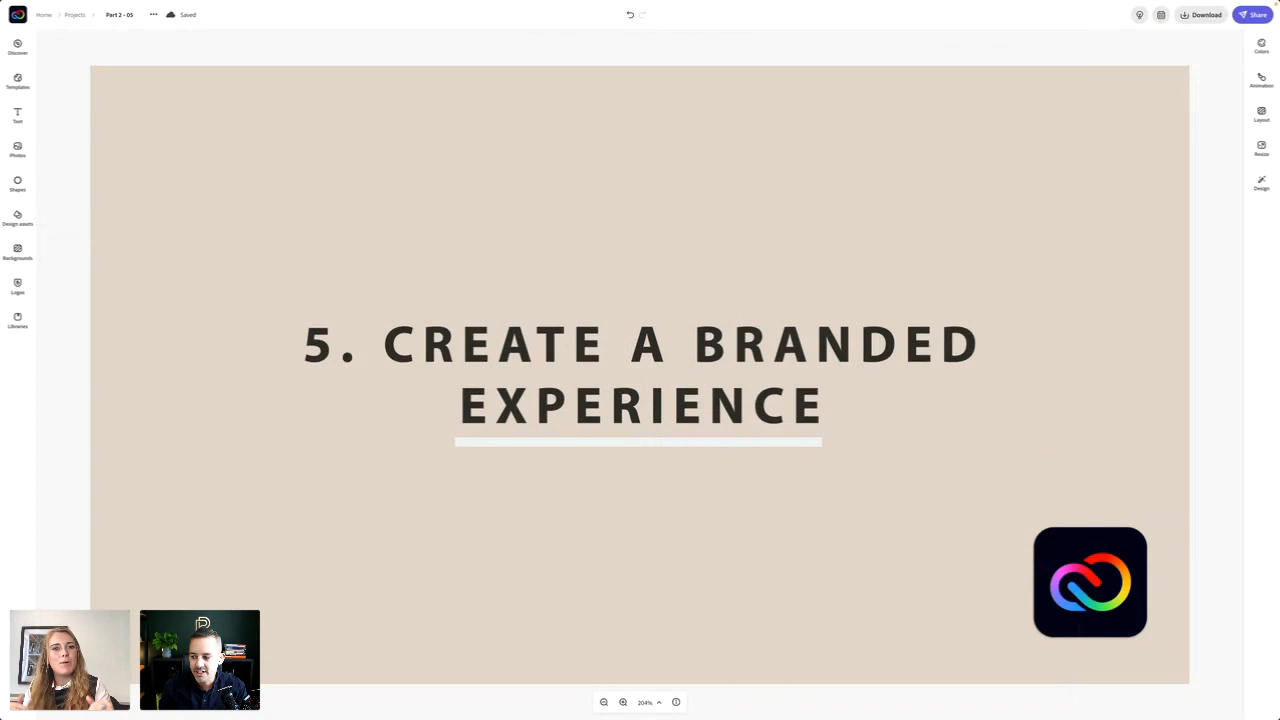 Home
Projects
Part 2 - 05
Saved
Download
Share
Discover
Templates
Text
Photos
Shapes
Design assets
Backgrounds
Logos
Libraries
Colors
Animation
Layout
Resize
Design
5. CREATE A BRANDED
EXPERIENCE
204%